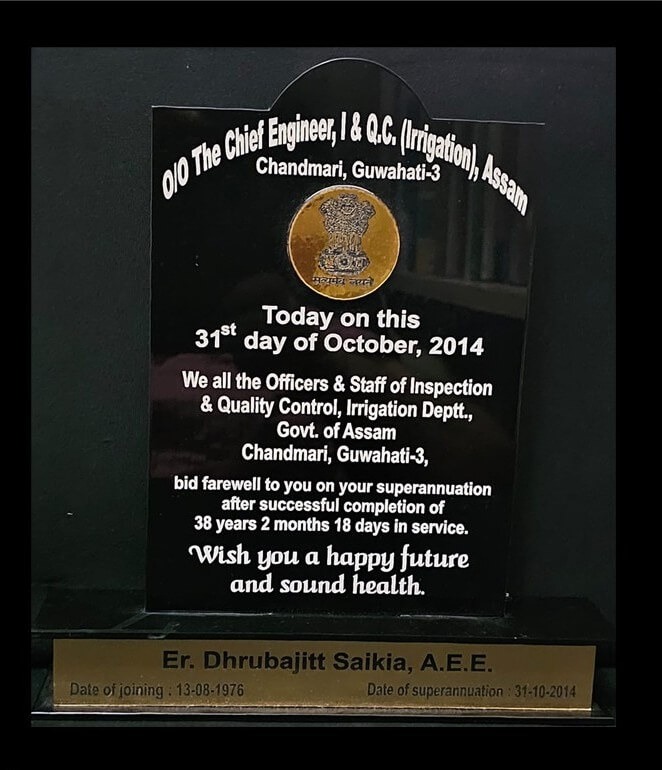 O/O The Chief Engineer, I & Q.C. (Irrigation), Assam
Chandmari, Guwahati-3
सत्यमेव जयते
Today on this
31st day of October, 2014
We all the Officers & Staff of Inspection
& Quality Control, Irrigation Deptt.,
Govt. of Assam
Chandmari, Guwahati-3,
bid farewell to you on your superannuation
after successful completion of
38 years 2 months 18 days in service.
Wish you a happy future
and sound health.
Er. Dhrubajitt Saikia, A.E.E.
Date of joining : 13-08-1976 Date of superannuation : 31-10-2014